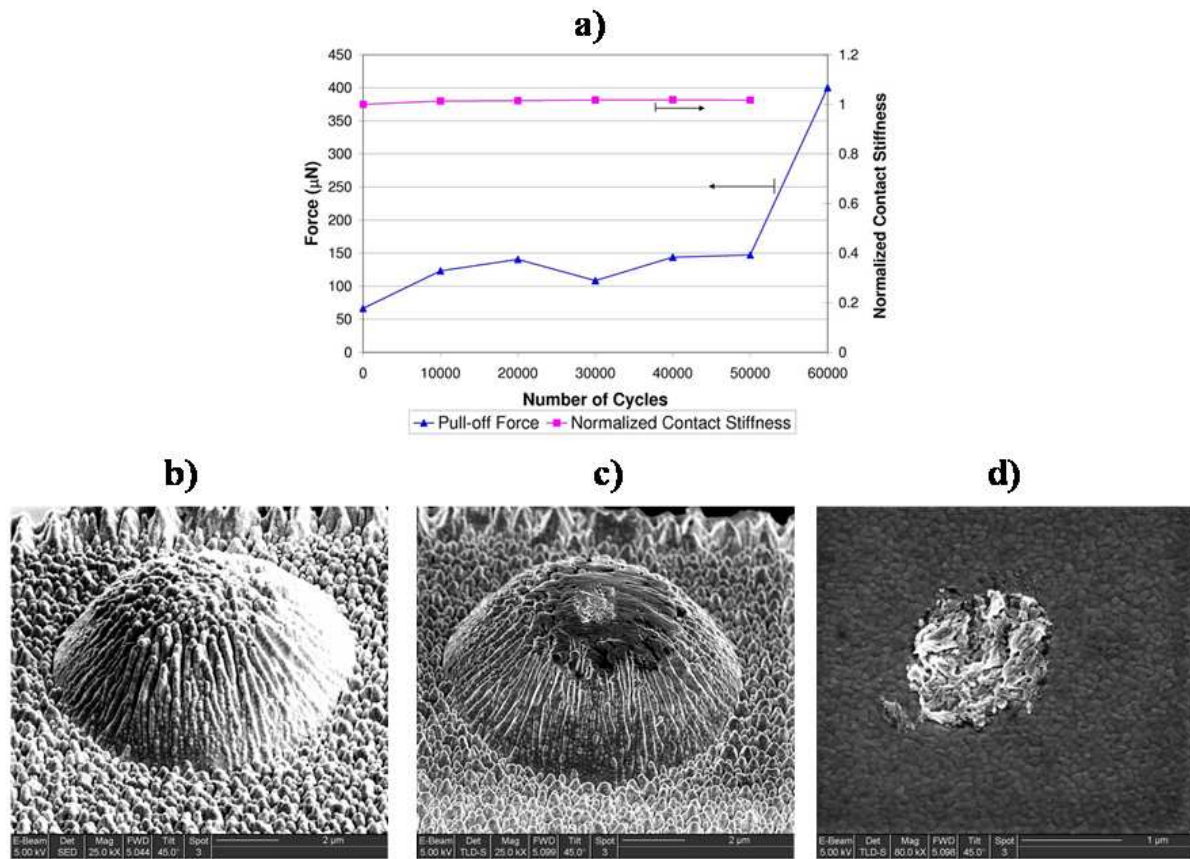 a)
450
400
350
300
250
200
150
100
50
0
Force (μN)
1.2
1
0.8
0.6
0.4
0.2
0
Normalized Contact Stiffness
0 10000 20000 30000 40000 50000 60000
Number of Cycles
Pull-off Force Normalized Contact Stiffness
b) c) d)
E-Beam Det Mag FWD Tilt Spot 2 μm
5.00 kV SED 25.0 kX 5.044 45.0° 3
E-Beam Det Mag FWD Tilt Spot 2 μm
5.00 kV TLD-S 25.0 kX 5.099 45.0° 3
E-Beam Det Mag FWD Tilt Spot 1 μm
5.00 kV TLD-S 80.0 kX 5.098 45.0° 3